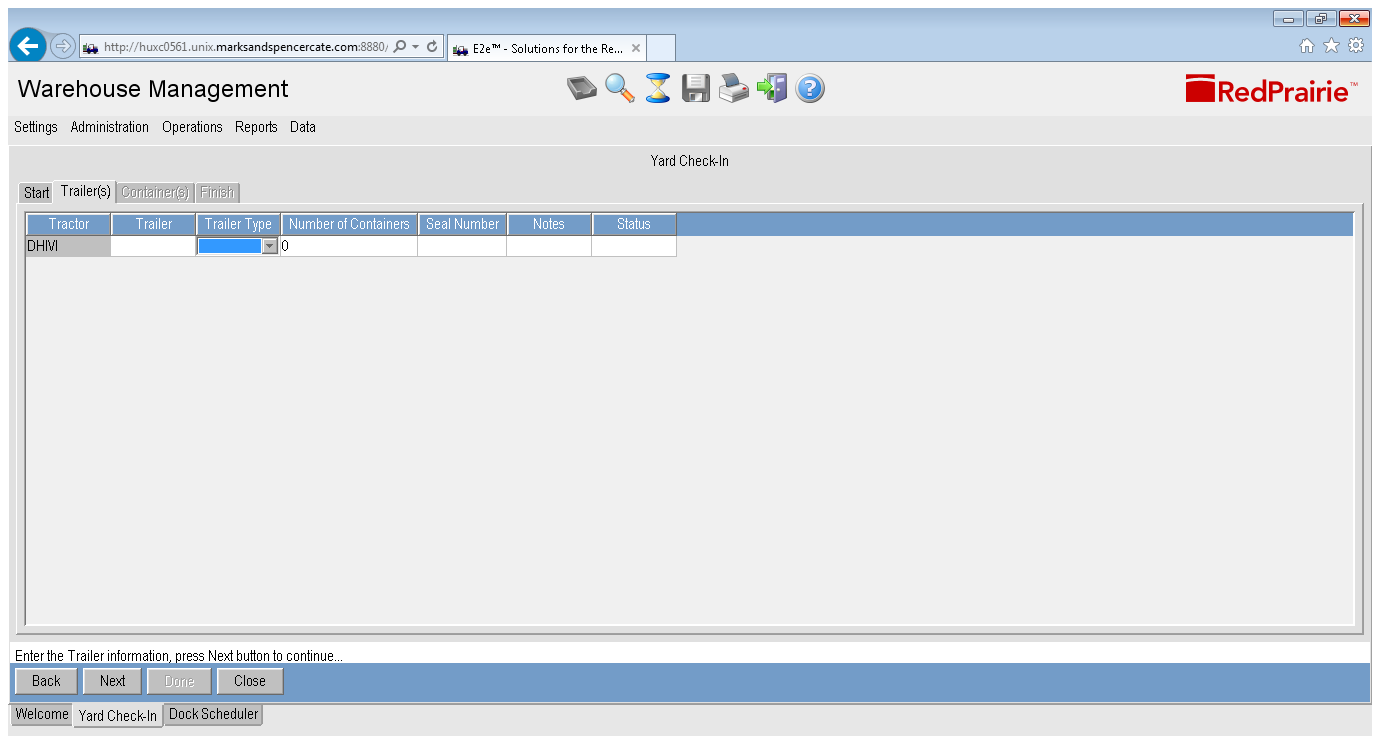 http://huxc0561.unix.marksandspencercate.com:8880/
E2e™ - Solutions for the Re...
Warehouse Management
RedPrairie™
Settings Administration Operations Reports Data
Yard Check-In
Start Trailer(s) Container(s) Finish
Tractor Trailer Trailer Type Number of Containers Seal Number Notes Status
DHIVI 0
Enter the Trailer information, press Next button to continue...
Back Next Done Close
Welcome Yard Check-In Dock Scheduler